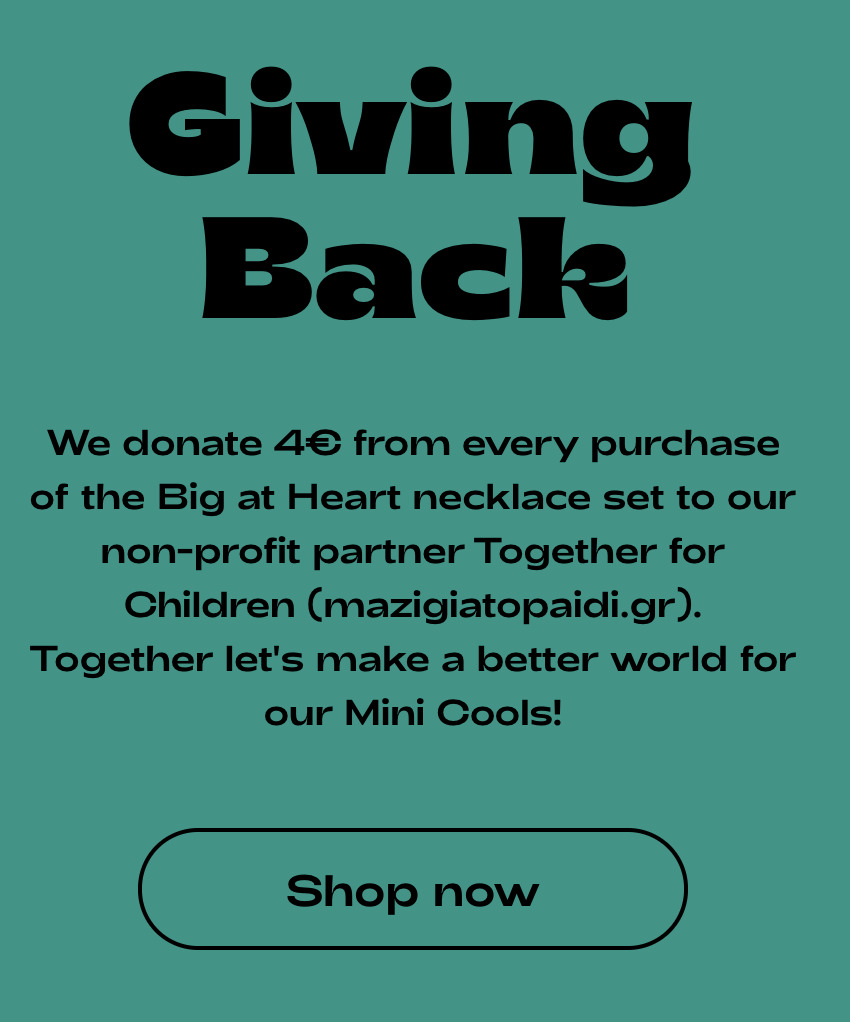 Giving
Back
We donate 4€ from every purchase
of the Big at Heart necklace set to our
non-profit partner Together for
Children (mazigiatopaidi.gr).
Together let's make a better world for
our Mini Cools!
Shop now